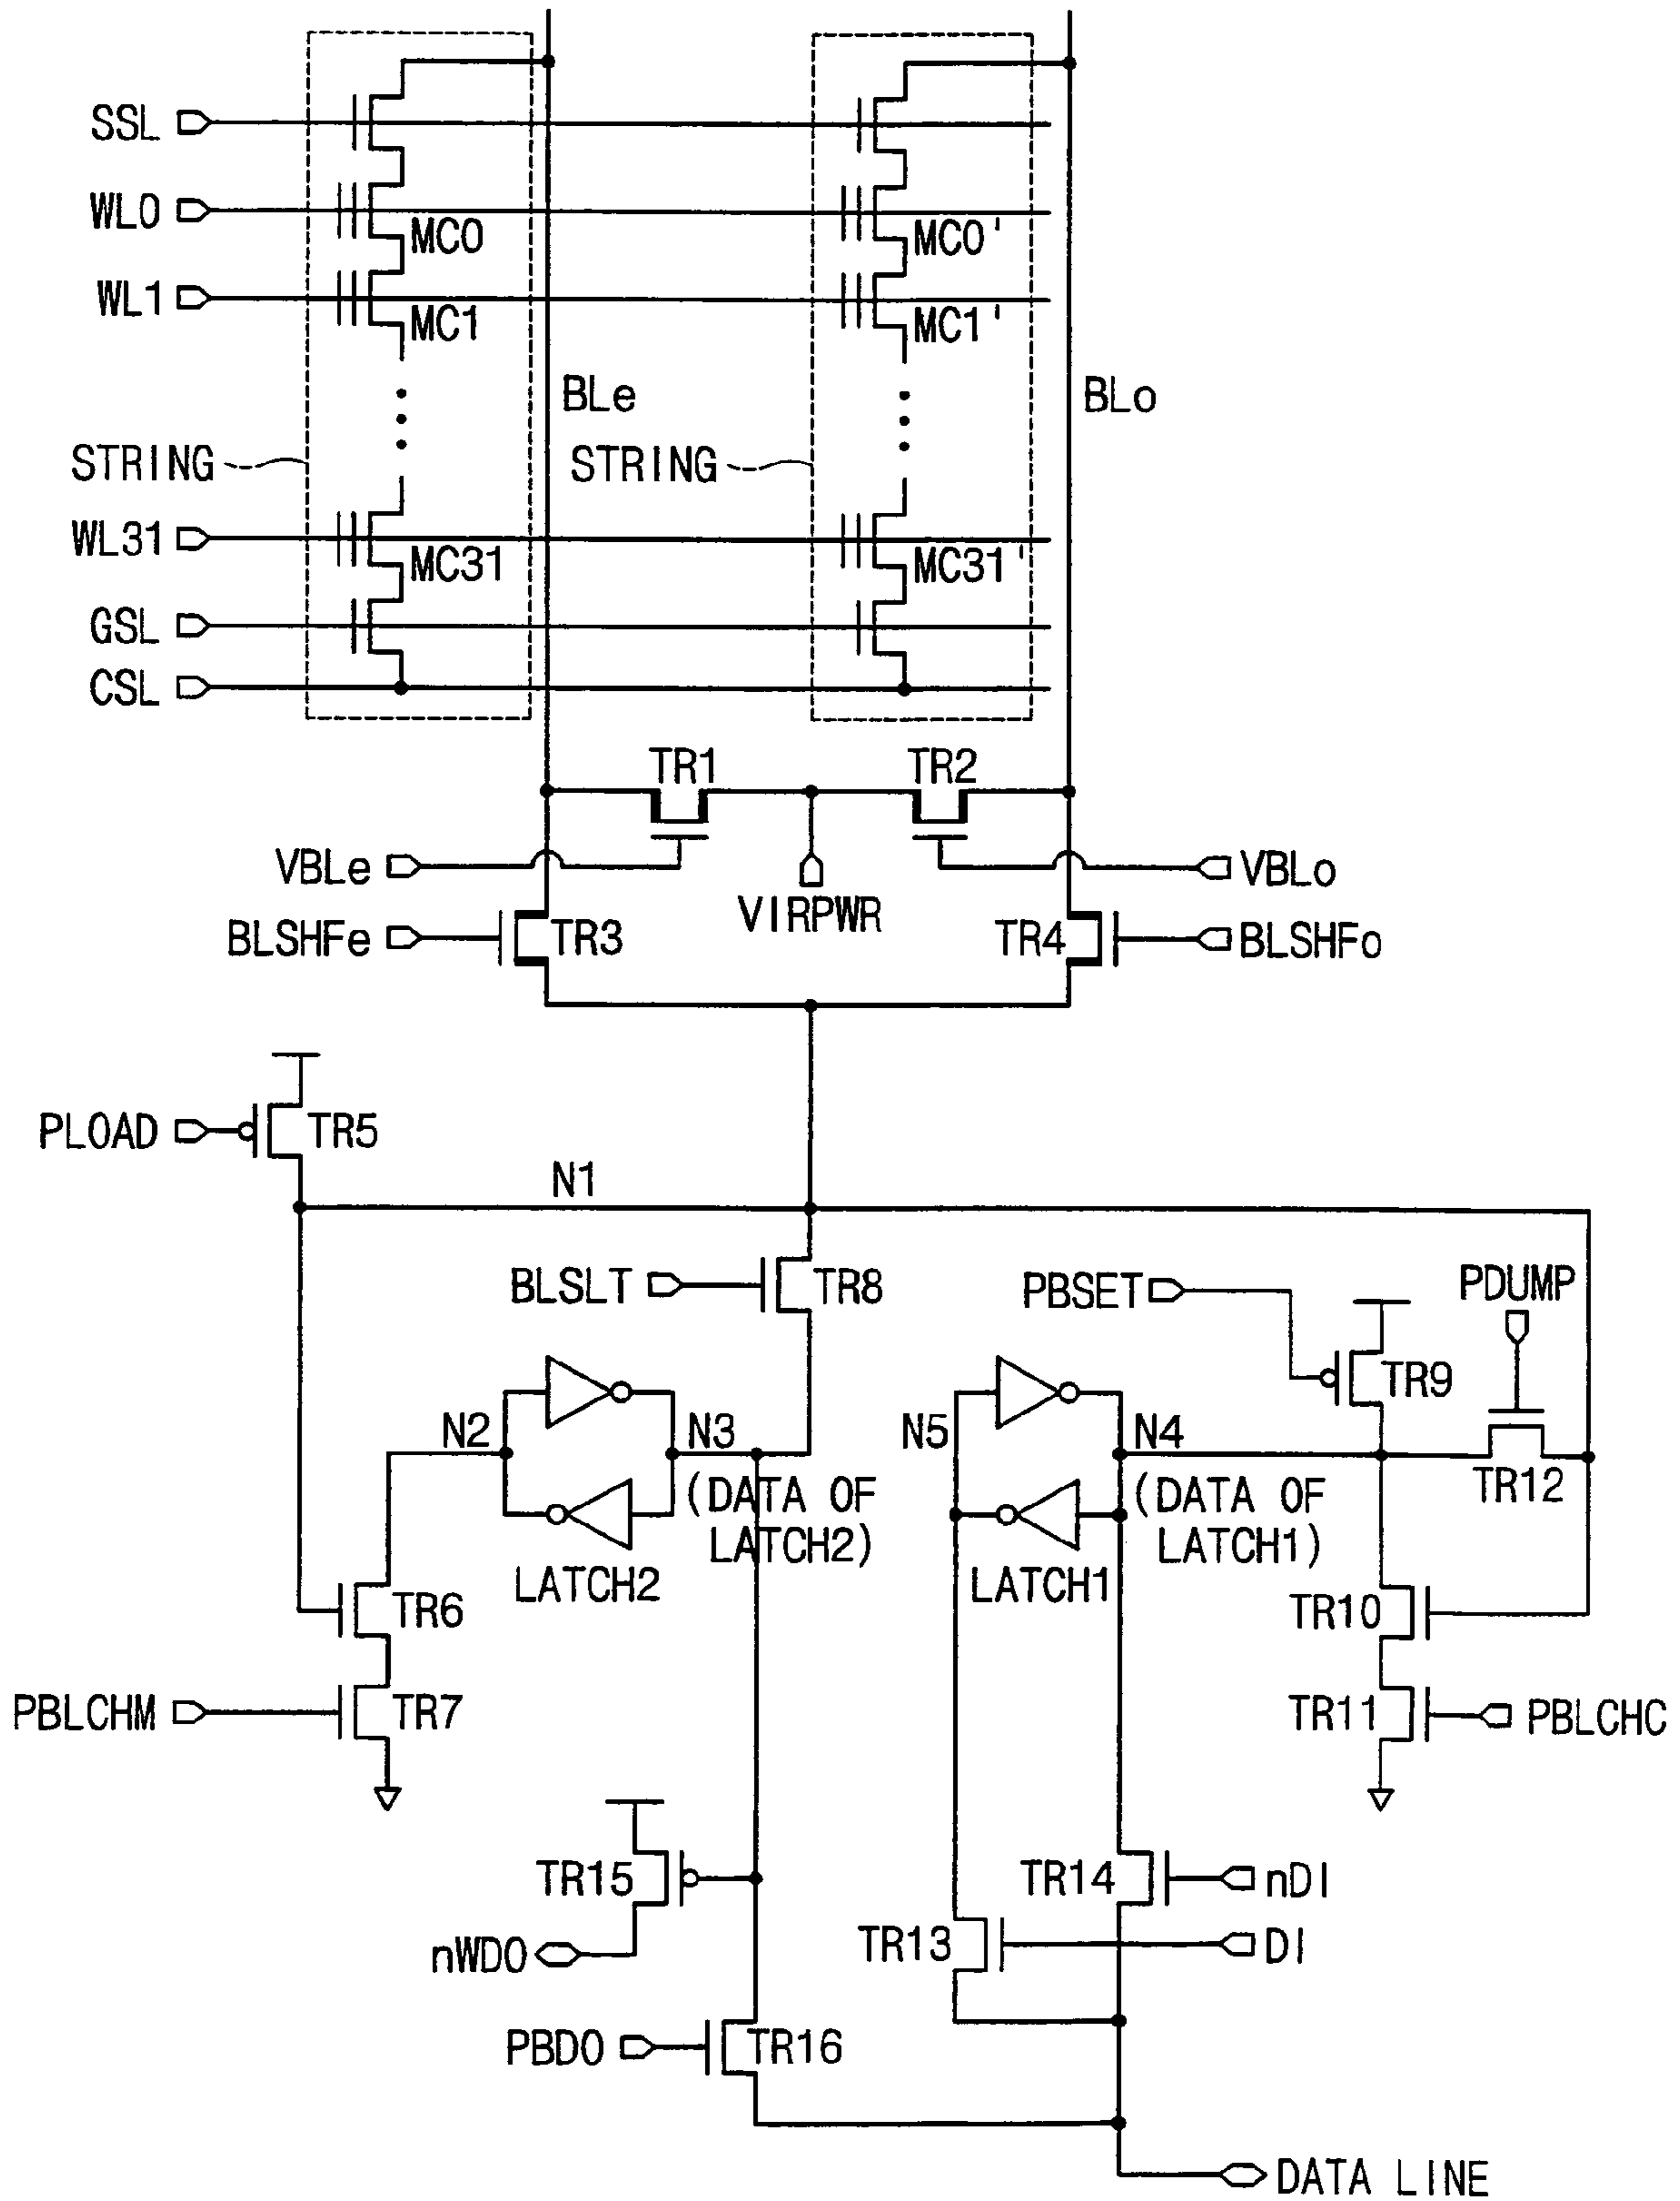 SSL
WL0
MC0
MC0'
WL1
MC1
MC1'
BLe
BLo
STRING
STRING
WL31
MC31
MC31'
GSL
CSL
TR1
TR2
VBLe
VIRPWR
VBLo
BLSHFe
TR3
TR4
BLSHFo
PLOAD
TR5
N1
BLSLT
TR8
PBSET
PDUMP
TR9
N2
N3
N5
N4
(DATA OF
LATCH2)
(DATA OF
LATCH1)
TR12
LATCH2
LATCH1
TR6
TR10
PBLCHM
TR7
TR11
PBLCHC
TR15
TR14
nDI
nWDO
TR13
DI
PBDO
TR16
DATA LINE